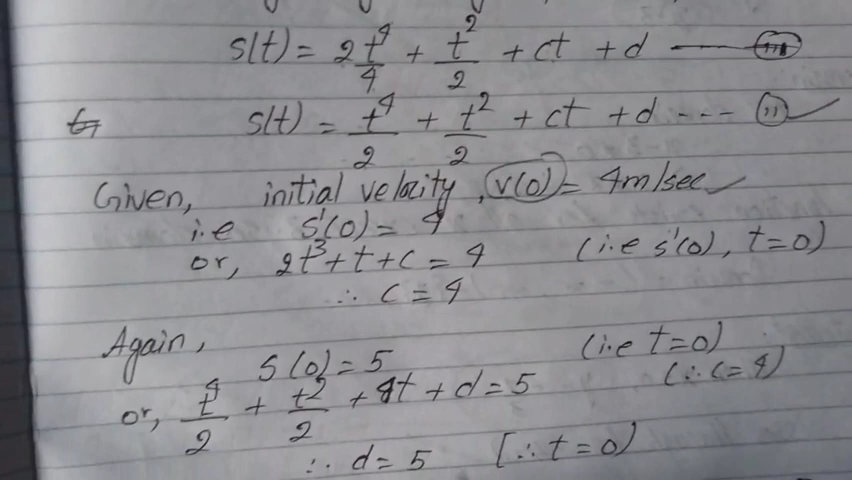 s(t) = 2t⁴/4 + t²/2 + ct + d
s(t) = t⁴/2 + t²/2 + ct + d --- (ii)
Given, initial velocity, v(0) = 4m/sec
i.e s'(0) = 4
or, 2t³ + t + c = 4 (i.e s'(0), t=0)
∴ c = 4
Again,
s(0) = 5 (i.e t=0)
or, t⁴/2 + t²/2 + 4t + d = 5 (∵ c=4)
∴ d = 5 [∵ t=0)